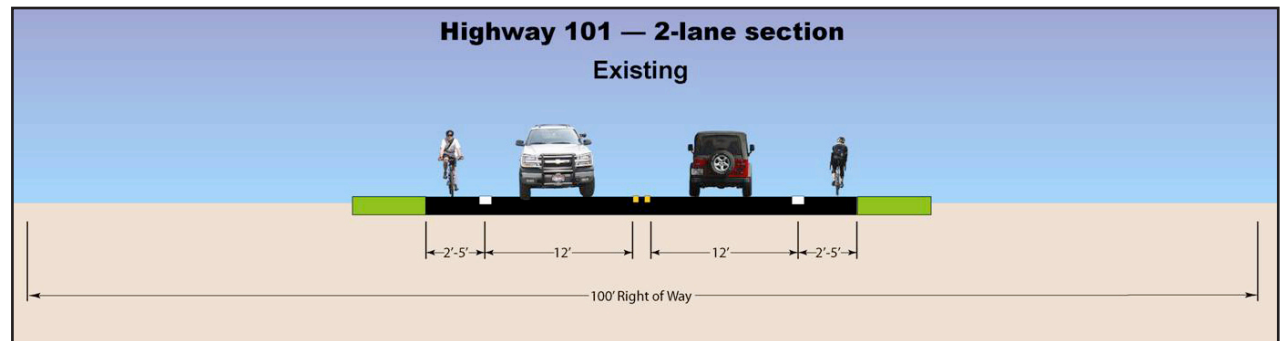 Highway 101 — 2-lane section
Existing
2’-5’ 12’ 12’ 2’-5’
100’ Right of Way